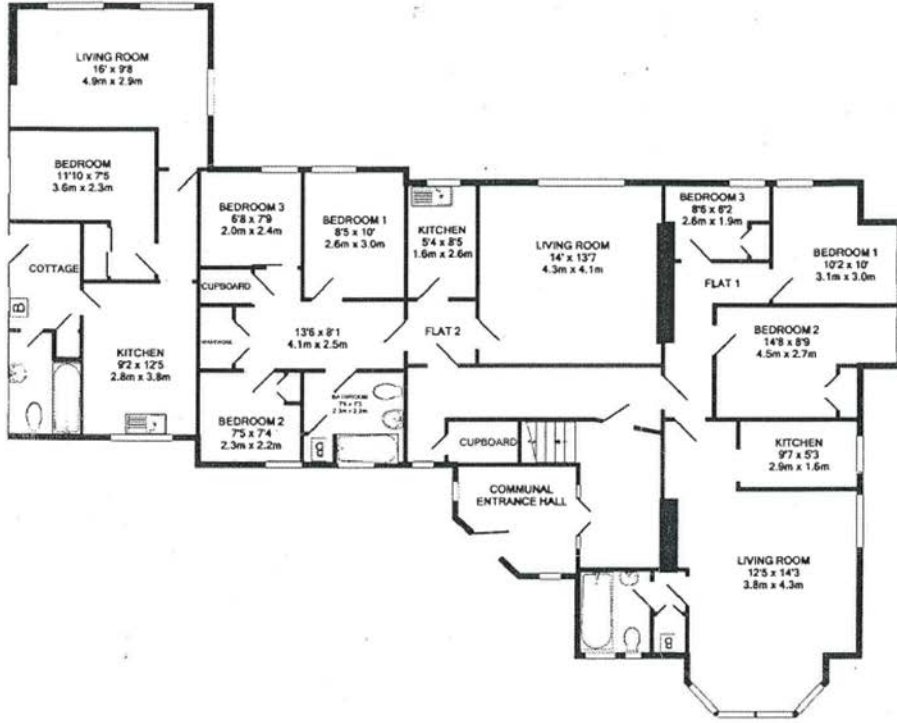 LIVING ROOM
16' x 9'8
4.9m x 2.9m
BEDROOM
11'10 x 7'5
3.6m x 2.3m
COTTAGE
B
KITCHEN
9'2 x 12'5
2.8m x 3.8m
BEDROOM 3
6'8 x 7'9
2.0m x 2.4m
BEDROOM 1
8'5 x 10'
2.6m x 3.0m
CUPBOARD
13'6 x 8'1
4.1m x 2.5m
BEDROOM 2
7'5 x 7'4
2.3m x 2.2m
BATHROOM
B
KITCHEN
5'4 x 8'5
1.6m x 2.6m
LIVING ROOM
14' x 13'7
4.3m x 4.1m
FLAT 2
CUPBOARD
COMMUNAL
ENTRANCE HALL
BEDROOM 3
8'6 x 6'2
2.6m x 1.9m
BEDROOM 1
10'2 x 10'
3.1m x 3.0m
FLAT 1
BEDROOM 2
14'8 x 8'9
4.5m x 2.7m
KITCHEN
9'7 x 5'3
2.9m x 1.6m
LIVING ROOM
12'5 x 14'3
3.8m x 4.3m
B